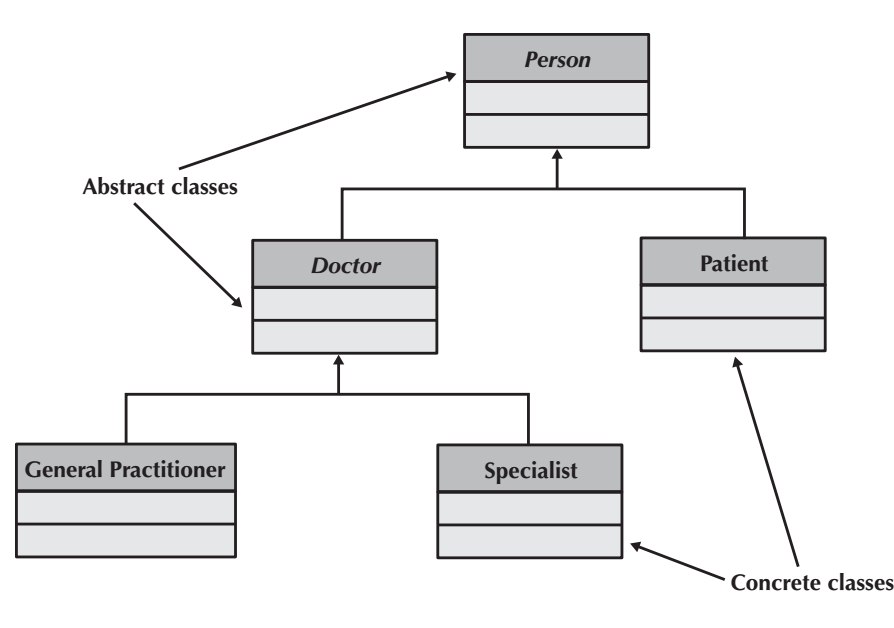 Person
Abstract classes
Doctor
Patient
General Practitioner
Specialist
Concrete classes